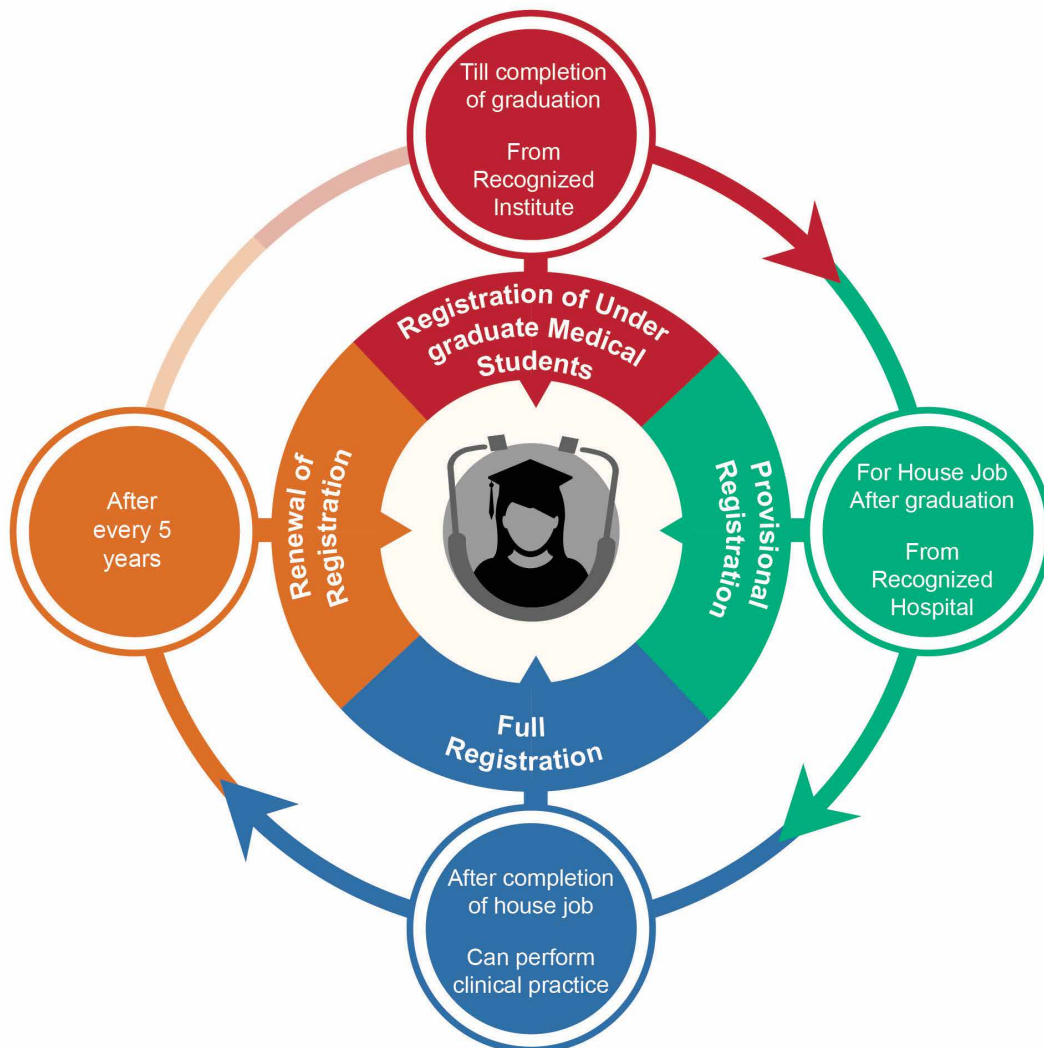 Till completion
of graduation
From
Recognized
Institute
Registration of Under
graduate Medical
Students
Provisional
Registration
For House Job
After graduation
From
Recognized
Hospital
Full
Registration
After completion
of house job
Can perform
clinical practice
Renewal of
Registration
After
every 5
years